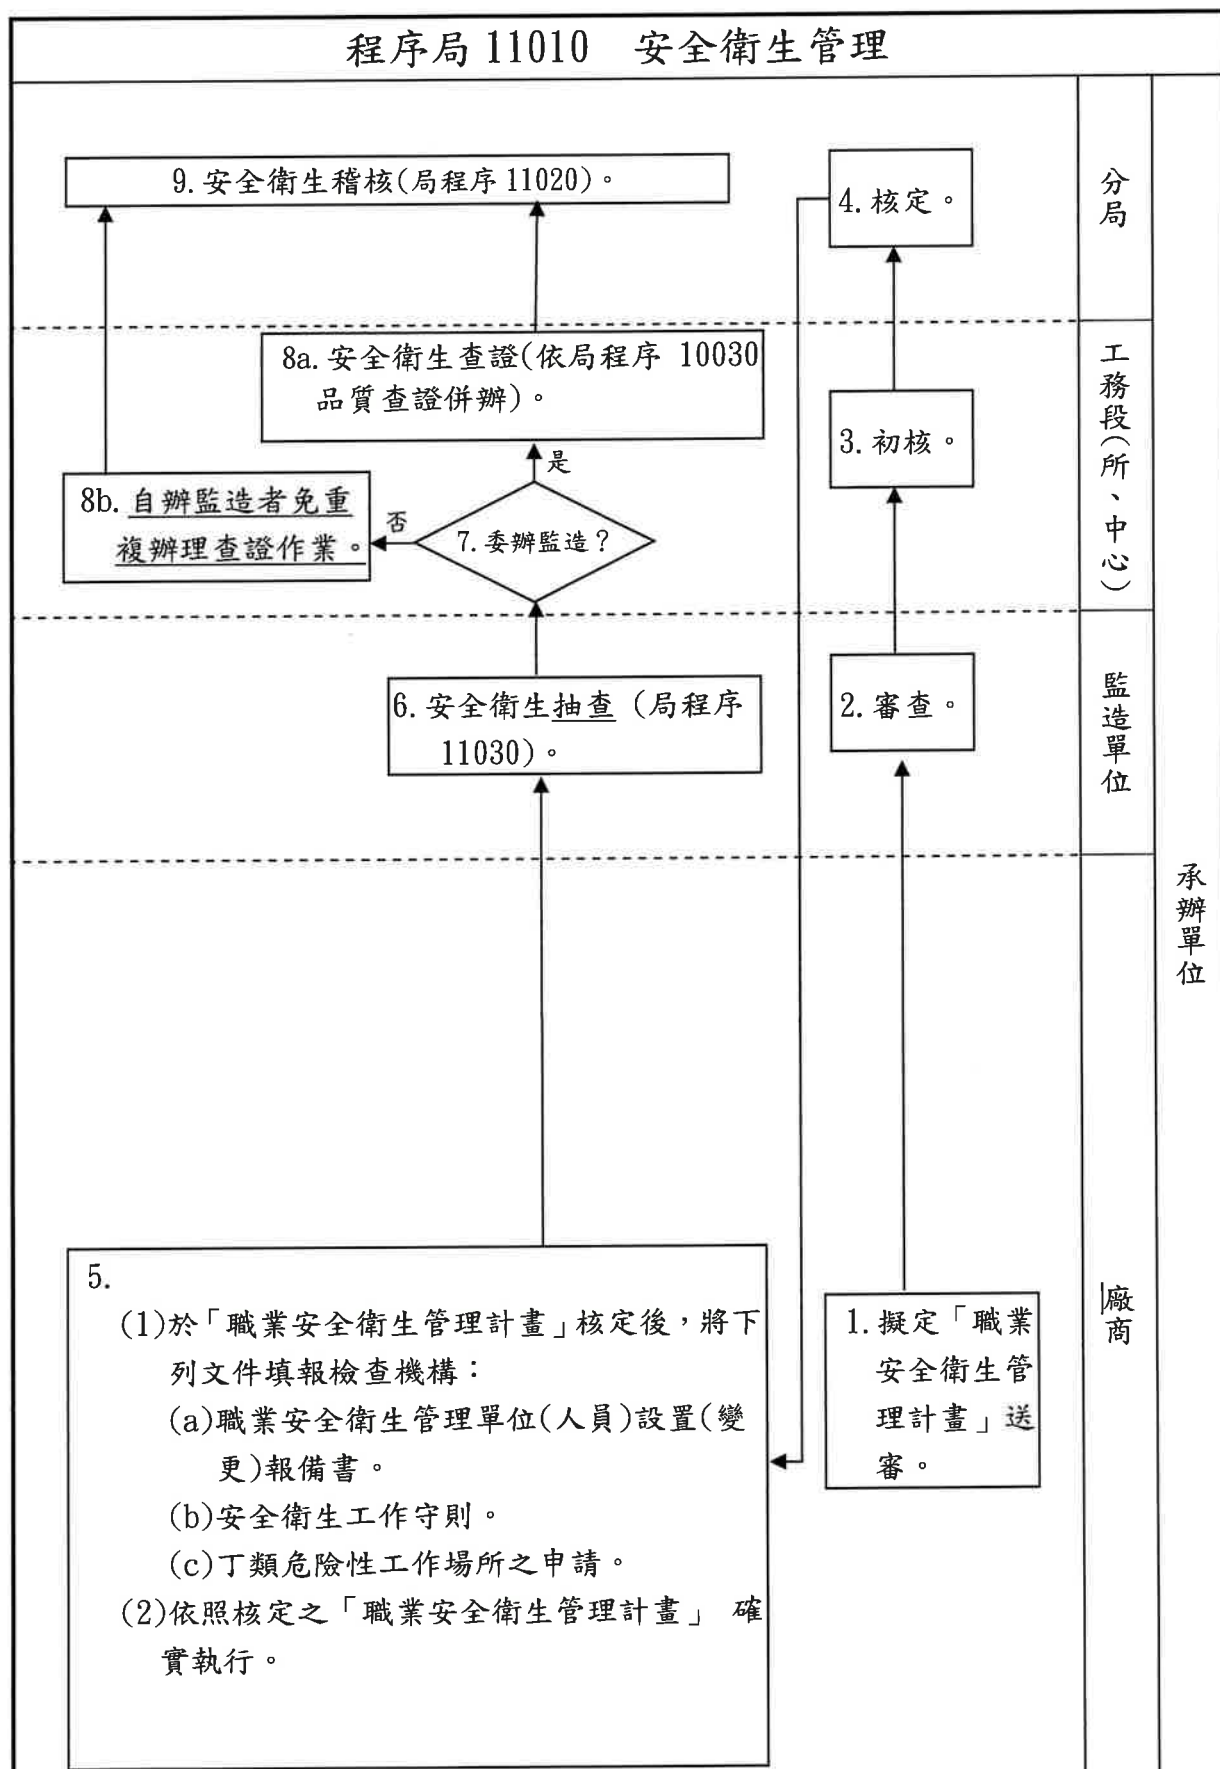 程序局 11010 安全衛生管理
9.安全衛生稽核(局程序 11020)。
4.核定。
分局
8a.安全衛生查證(依局程序 10030
品質查證併辦)。
3.初核。
工務段(所、中心)
是
8b.自辦監造者免重
複辦理查證作業。
否
7.委辦監造？
6.安全衛生抽查(局程序
11030)。
2.審查。
監造單位
承辦單位
5.
(1)於「職業安全衛生管理計畫」核定後，將下
列文件填報檢查機構：
(a)職業安全衛生管理單位(人員)設置(變
更)報備書。
(b)安全衛生工作守則。
(c)丁類危險性工作場所之申請。
(2)依照核定之「職業安全衛生管理計畫」 確
實執行。
1.擬定「職業
安全衛生管
理計畫」送
審。
廠商